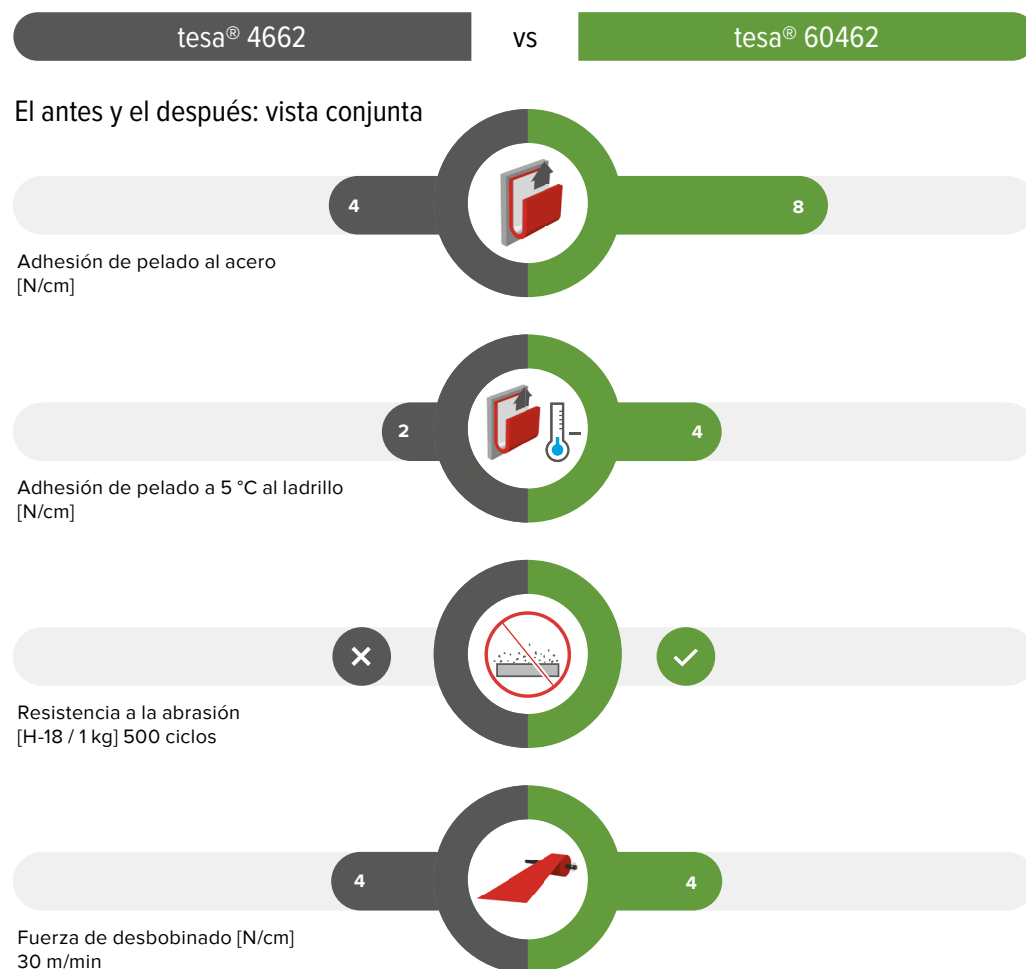 tesa® 4662
vs
tesa® 60462
El antes y el después: vista conjunta
4
8
Adhesión de pelado al acero
[N/cm]
2
4
Adhesión de pelado a 5 °C al ladrillo
[N/cm]
Resistencia a la abrasión
[H-18 / 1 kg] 500 ciclos
4
4
Fuerza de desbobinado [N/cm]
30 m/min